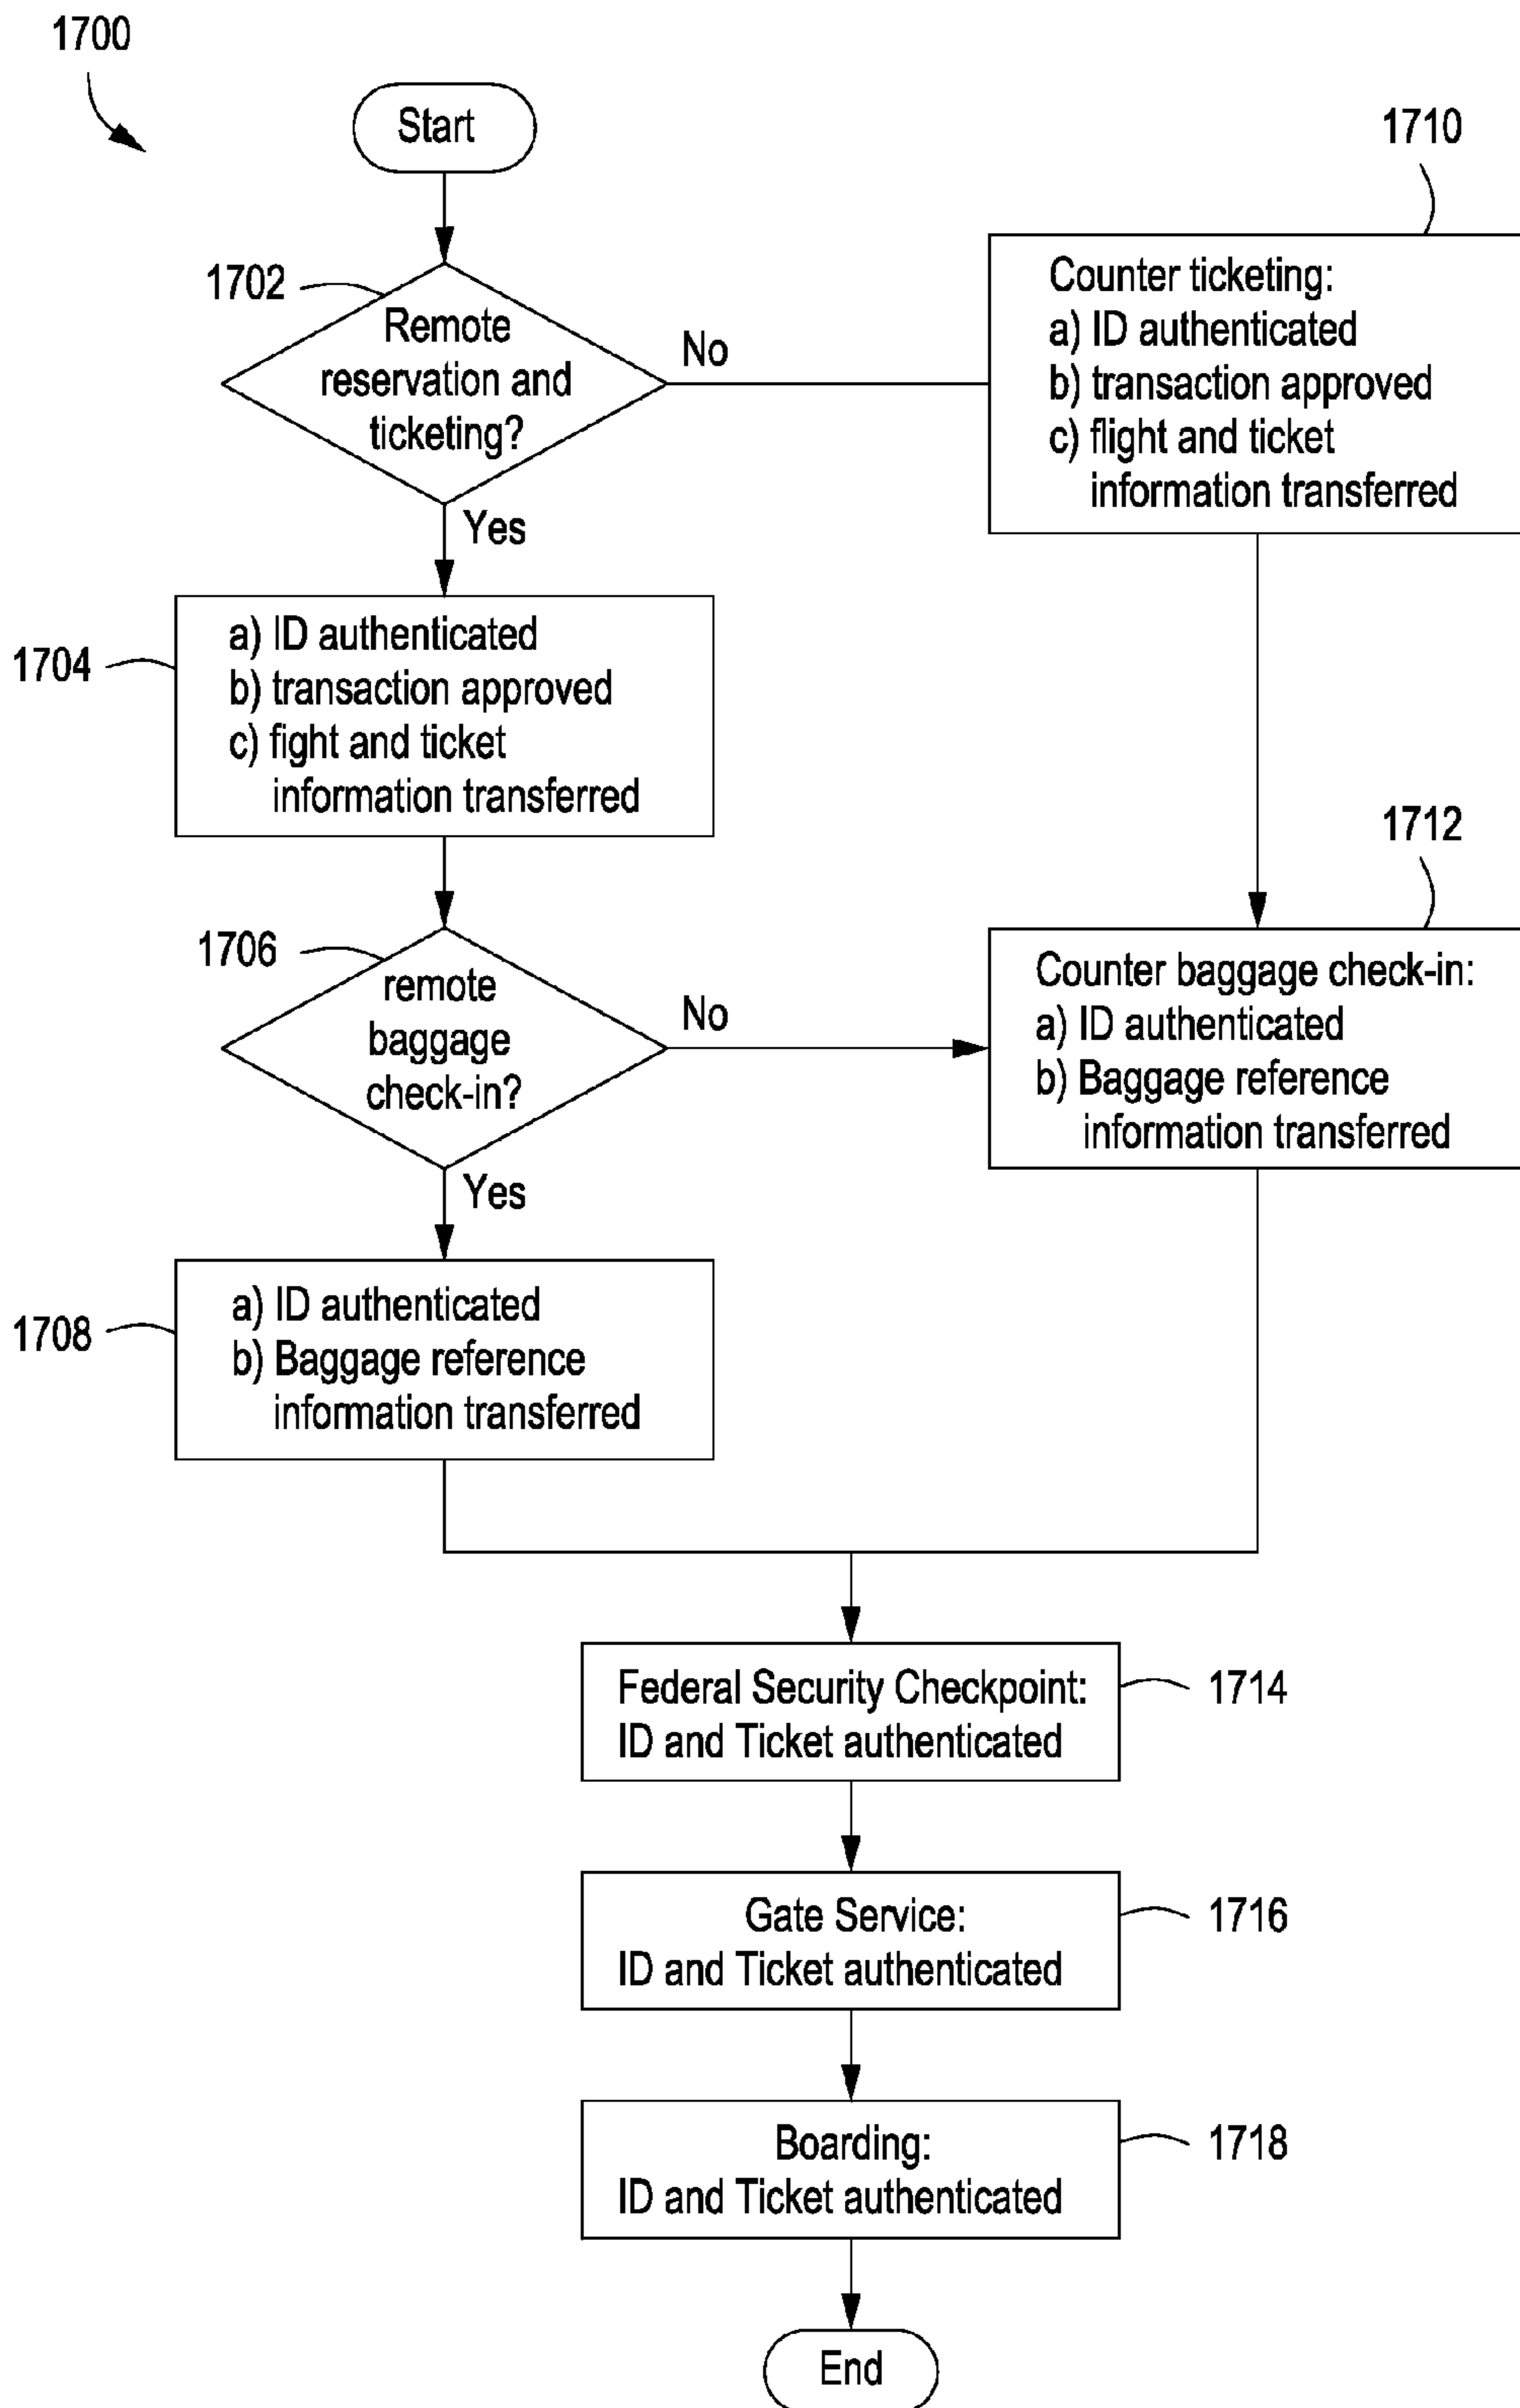 1700
Start
1710
1702
Remote
reservation and
ticketing?
No
Yes
Counter ticketing:
a) ID authenticated
b) transaction approved
c) flight and ticket
information transferred
1704
a) ID authenticated
b) transaction approved
c) fight and ticket
information transferred
1712
1706
remote
baggage
check-in?
No
Yes
Counter baggage check-in:
a) ID authenticated
b) Baggage reference
information transferred
1708
a) ID authenticated
b) Baggage reference
information transferred
Federal Security Checkpoint:
ID and Ticket authenticated
1714
Gate Service:
ID and Ticket authenticated
1716
Boarding:
ID and Ticket authenticated
1718
End